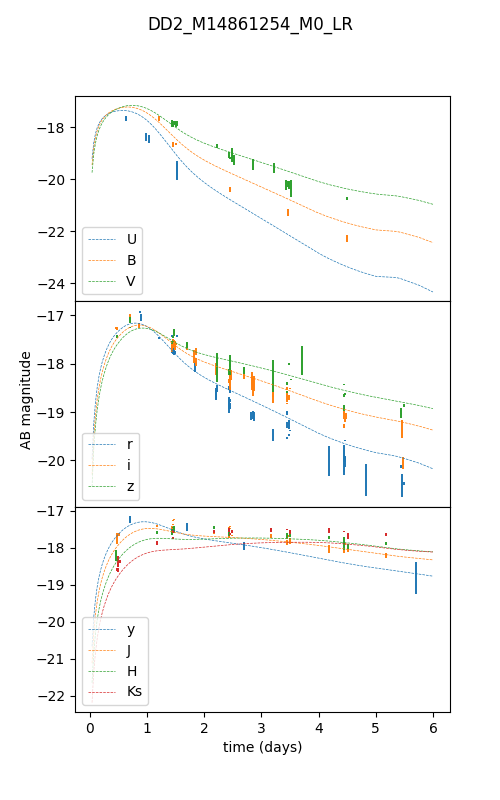 DD2_M14861254_M0_LR
−18
−20
−22
−24
U
B
V
−17
−18
−19
−20
r
i
z
AB magnitude
−17
−18
−19
−20
−21
−22
y
J
H
Ks
0 1 2 3 4 5 6
time (days)